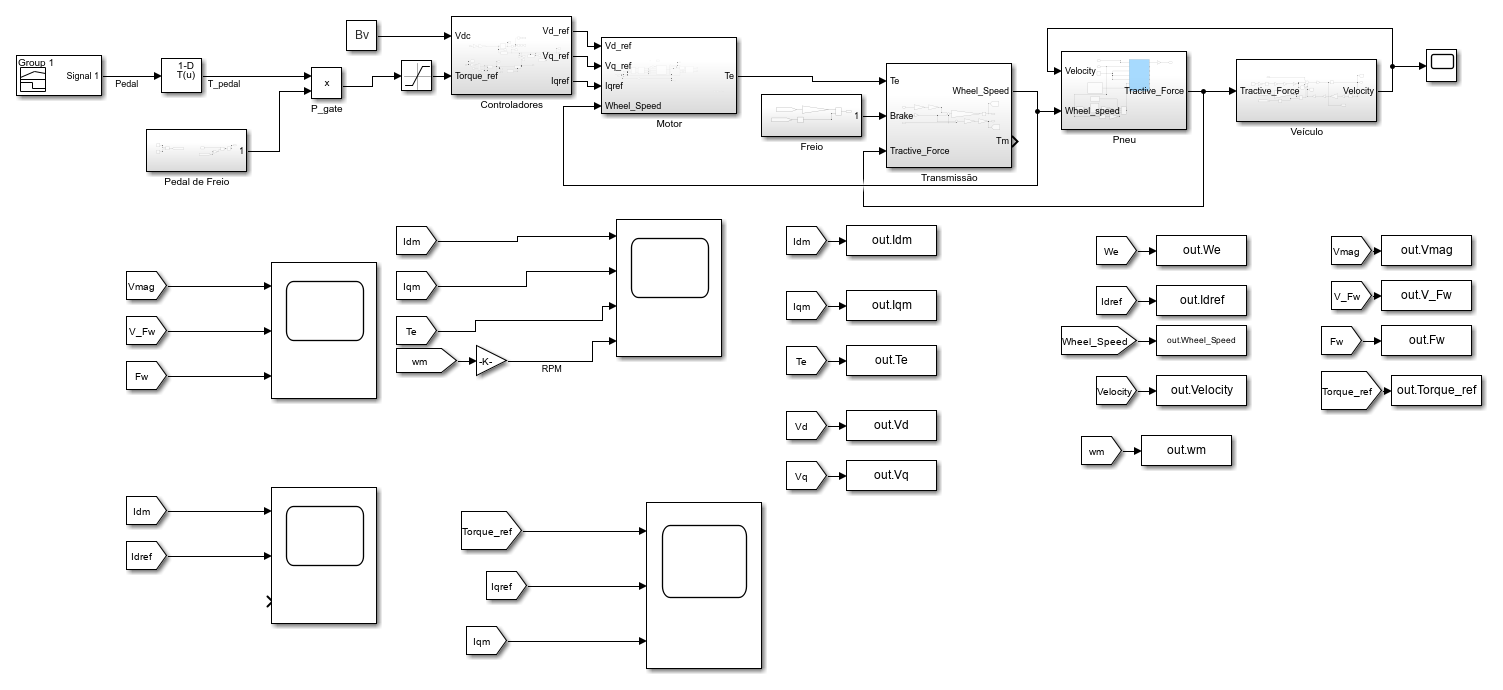 Group 1
Signal 1
Pedal
1-D
T(u)
T_pedal
x
P_gate
1
Pedal de Freio
Bv
Vdc
Torque_ref
Vd_ref
Vq_ref
Iqref
Controladores
Vd_ref
Vq_ref
Iqref
Wheel_Speed
Te
Motor
1
Freio
Te
Brake
Tractive_Force
Wheel_Speed
Tm
Transmissão
Velocity
Wheel_speed
Tractive_Force
Pneu
Tractive_Force
Velocity
Veículo
Vmag
V_Fw
Fw
Idm
Iqm
Te
wm
-K-
RPM
Idm
out.Idm
Iqm
out.Iqm
Te
out.Te
Vd
out.Vd
Vq
out.Vq
We
out.We
Idref
out.Idref
Wheel_Speed
out.Wheel_Speed
Velocity
out.Velocity
wm
out.wm
Vmag
out.Vmag
V_Fw
out.V_Fw
Fw
out.Fw
Torque_ref
out.Torque_ref
Idm
Idref
Torque_ref
Iqref
Iqm